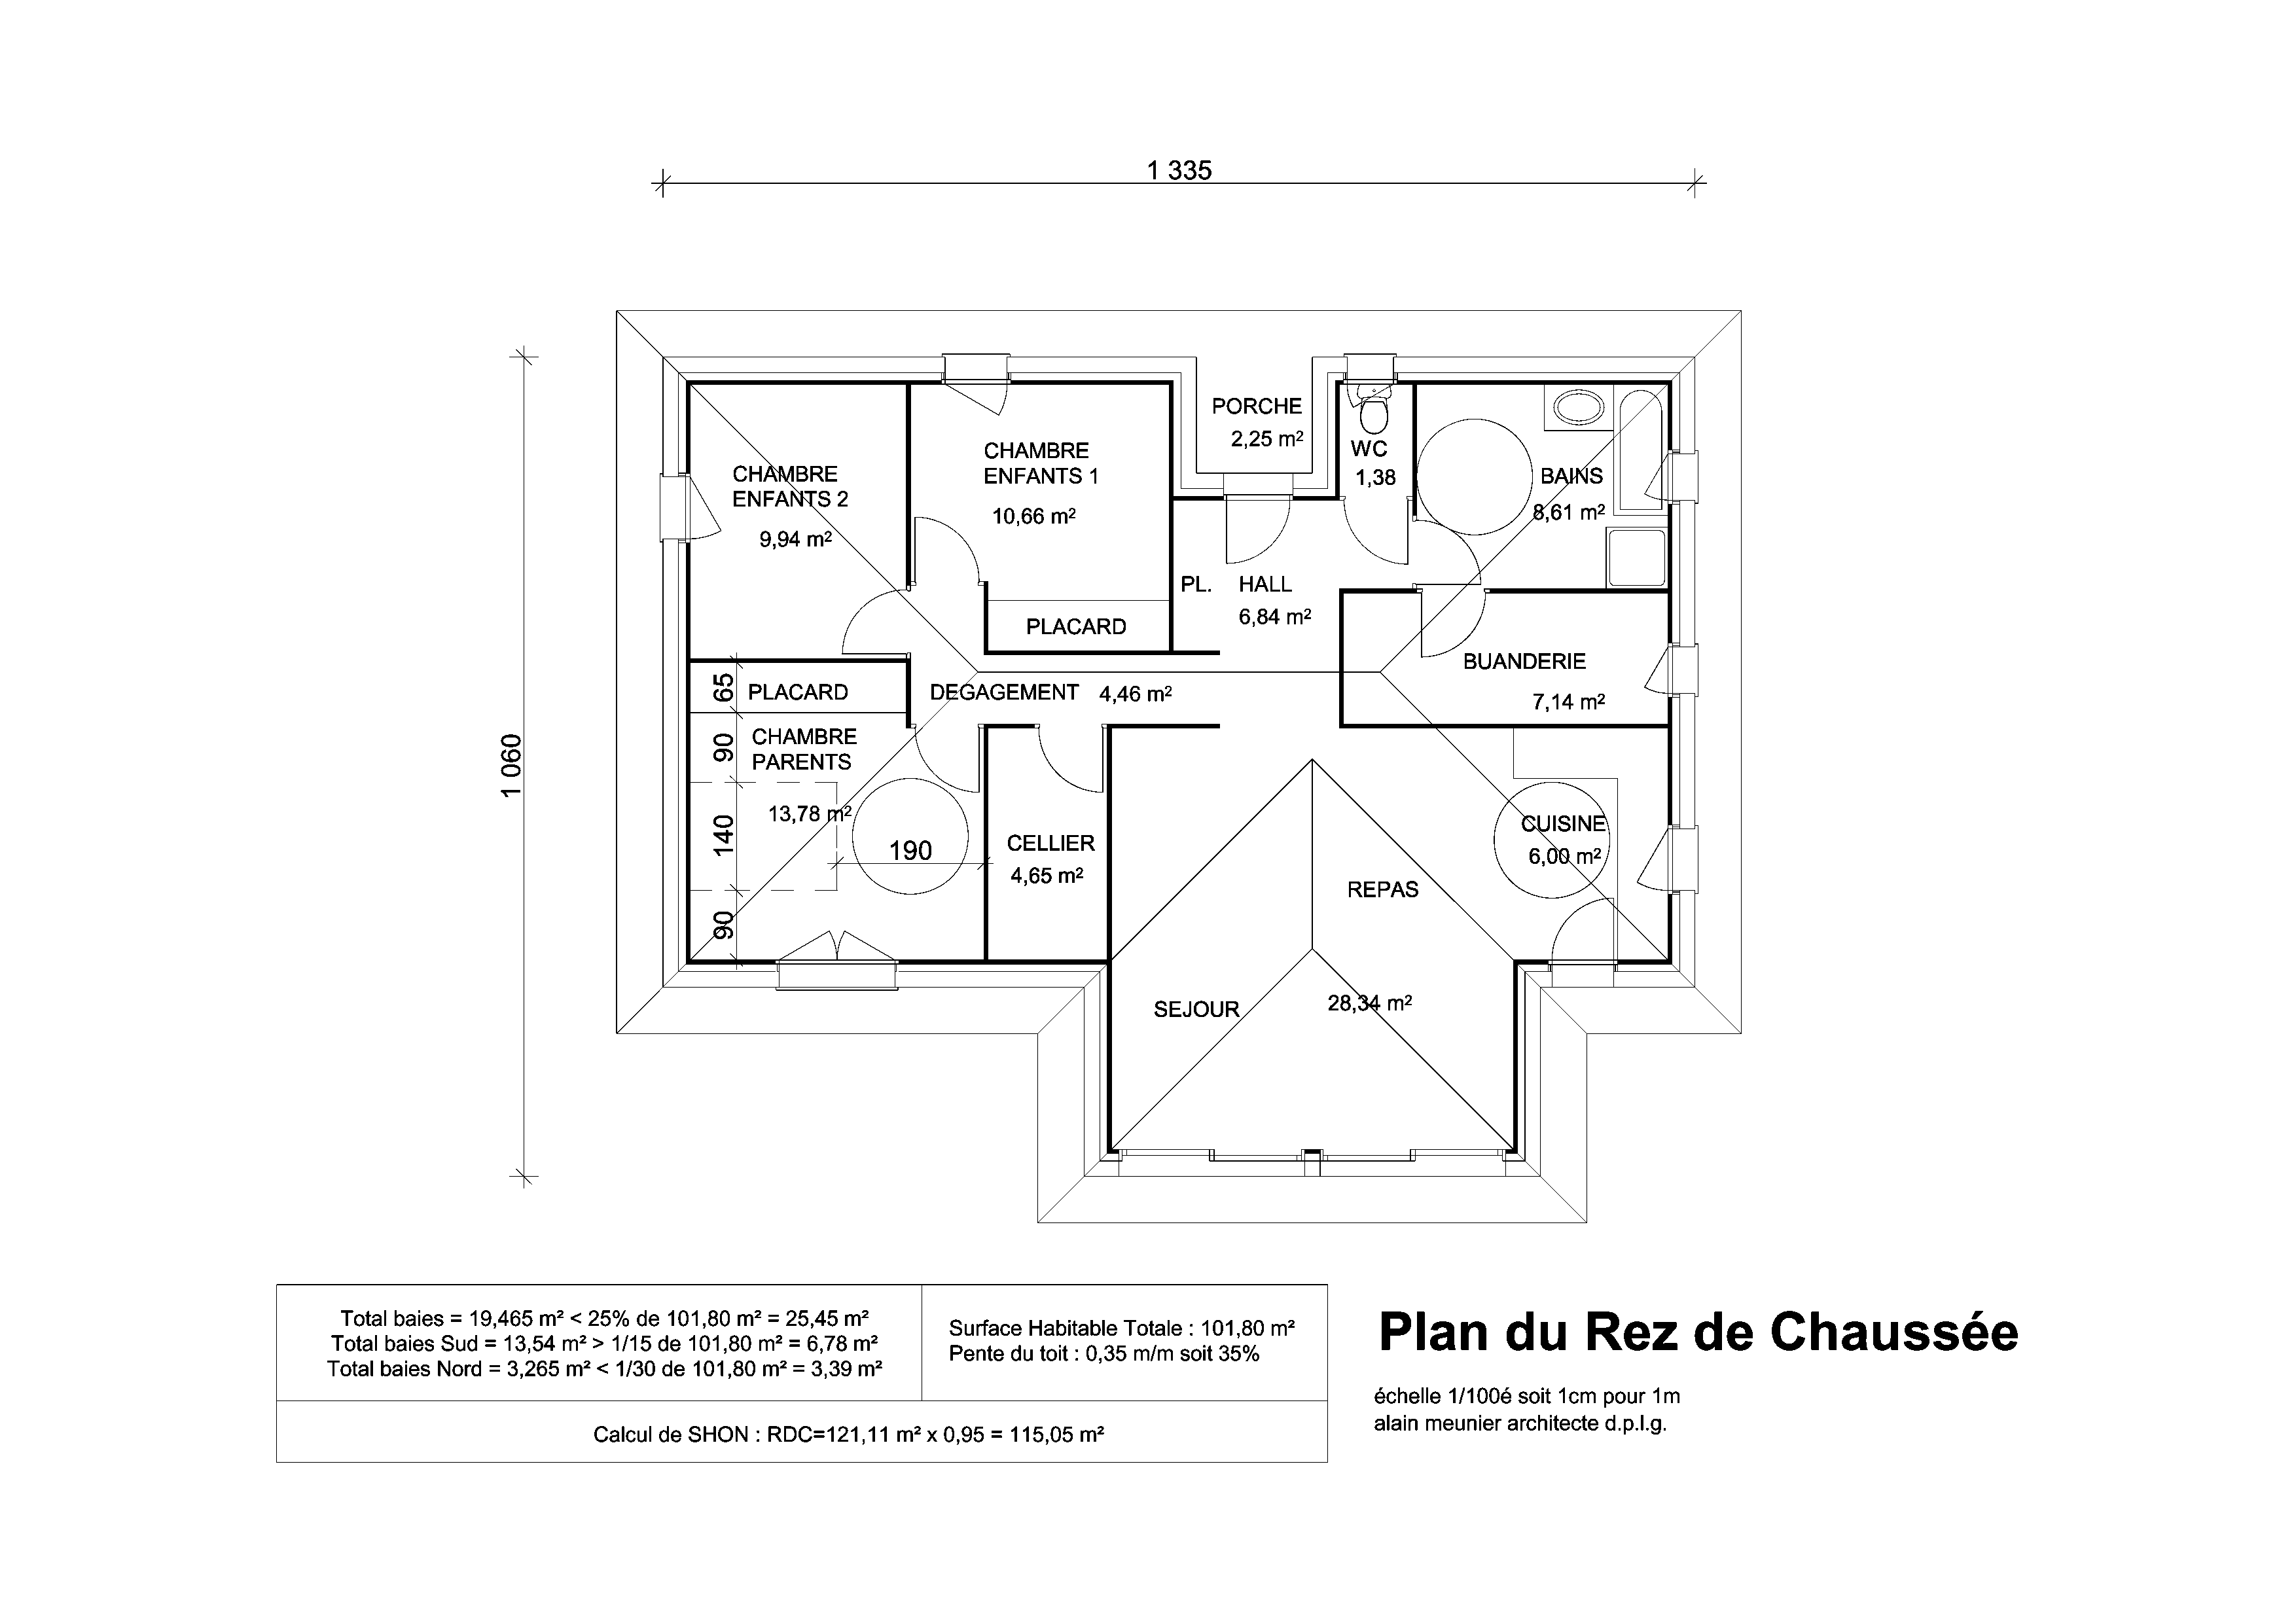 1 335
1 060
PORCHE
2,25 m²
WC
1,38
CHAMBRE
ENFANTS 1
10,66 m²
CHAMBRE
ENFANTS 2
9,94 m²
BAINS
8,61 m²
PL.
HALL
6,84 m²
PLACARD
BUANDERIE
7,14 m²
65
PLACARD
DEGAGEMENT
4,46 m²
90
CHAMBRE
PARENTS
13,78 m²
140
190
90
CELLIER
4,65 m²
CUISINE
6,00 m²
REPAS
SEJOUR
28,34 m²
Total baies = 19,465 m² < 25% de 101,80 m² = 25,45 m²
Total baies Sud = 13,54 m² > 1/15 de 101,80 m² = 6,78 m²
Total baies Nord = 3,265 m² < 1/30 de 101,80 m² = 3,39 m²
Surface Habitable Totale : 101,80 m²
Pente du toit : 0,35 m/m soit 35%
Calcul de SHON : RDC=121,11 m² x 0,95 = 115,05 m²
Plan du Rez de Chaussée
échelle 1/100é soit 1cm pour 1m
alain meunier architecte d.p.l.g.